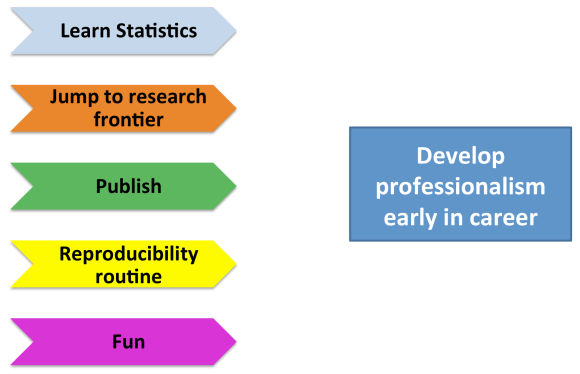 Learn Statistics
Jump to research
frontier
Publish
Reproducibility
routine
Fun
Develop
professionalism
early in career